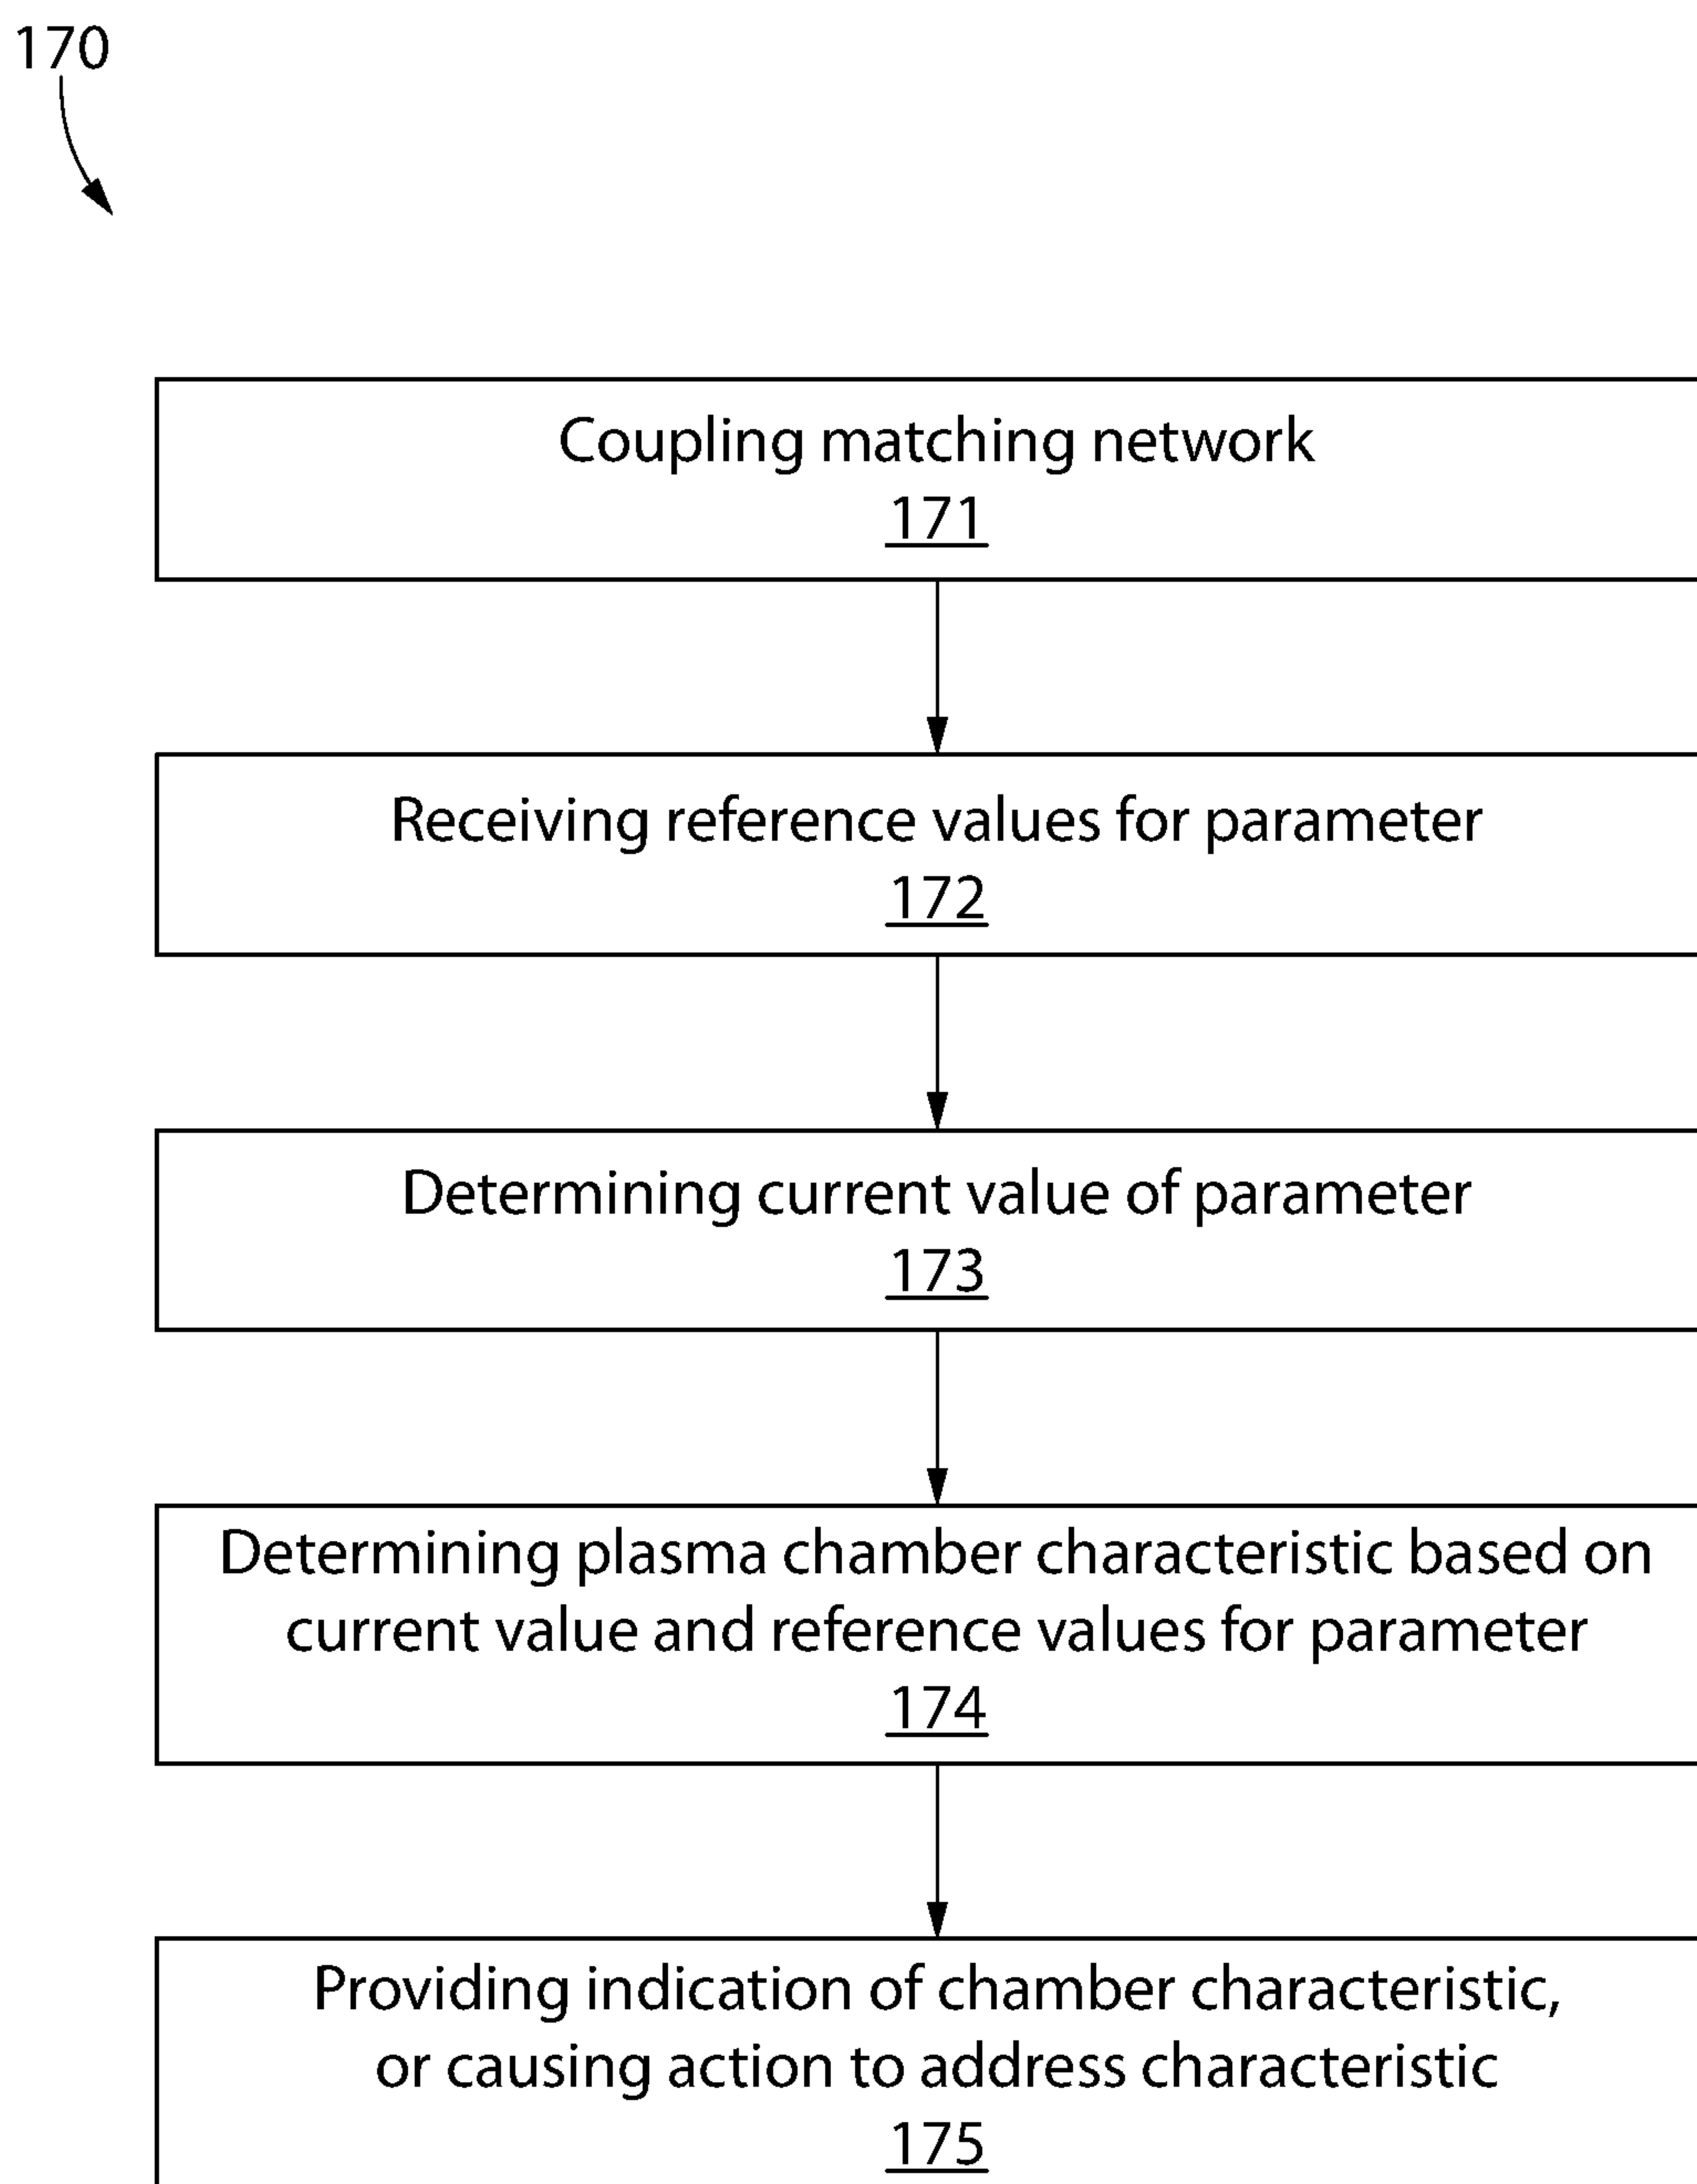 170
Coupling matching network
171
Receiving reference values for parameter
172
Determining current value of parameter
173
Determining plasma chamber characteristic based on
current value and reference values for parameter
174
Providing indication of chamber characteristic,
or causing action to address characteristic
175